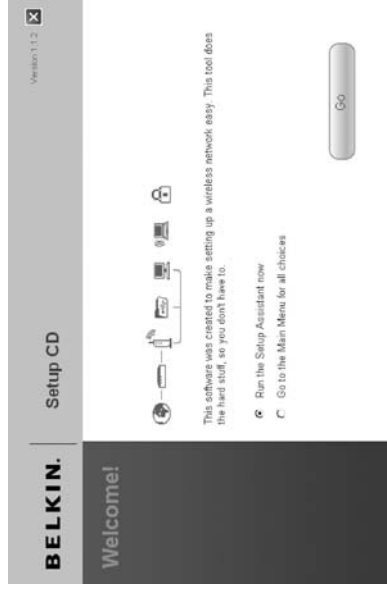 BELKIN. Setup CD Version 1.1.2
Welcome!
This software was created to make setting up a wireless network easy. This tool does
the hard stuff, so you don't have to.
Run the Setup Assistant now
Go to the Main Menu for all choices
Go